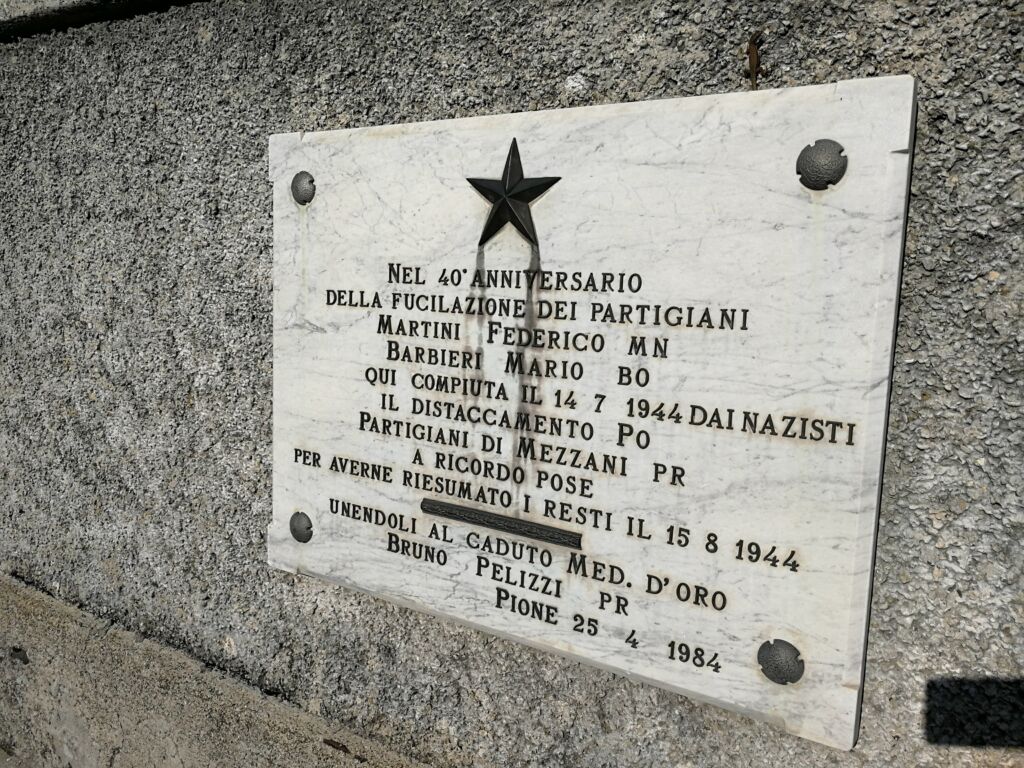 NEL 40° ANNIVERSARIO
DELLA FUCILAZIONE DEI PARTIGIANI
MARTINI FEDERICO MN
BARBIERI MARIO BO
QUI COMPIUTA IL 14 7 1944 DAI NAZISTI
IL DISTACCAMENTO PO
PARTIGIANI DI MEZZANI PR
A RICORDO POSE
PER AVERNE RIESUMATO I RESTI IL 15 8 1944
UNENDOLI AL CADUTO MED. D'ORO
BRUNO PELIZZI PR
PIONE 25 4 1984